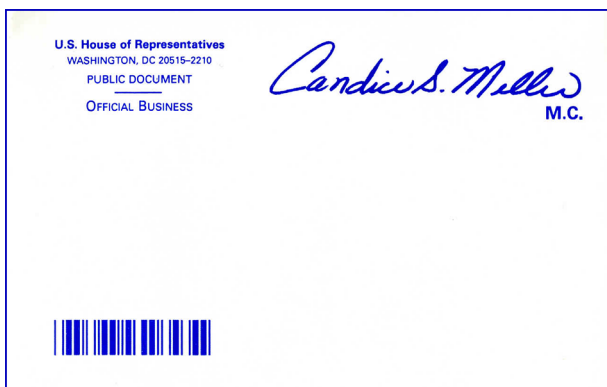 U.S. House of Representatives
WASHINGTON, DC 20515–2210
PUBLIC DOCUMENT
OFFICIAL BUSINESS
Candice S. Miller
M.C.